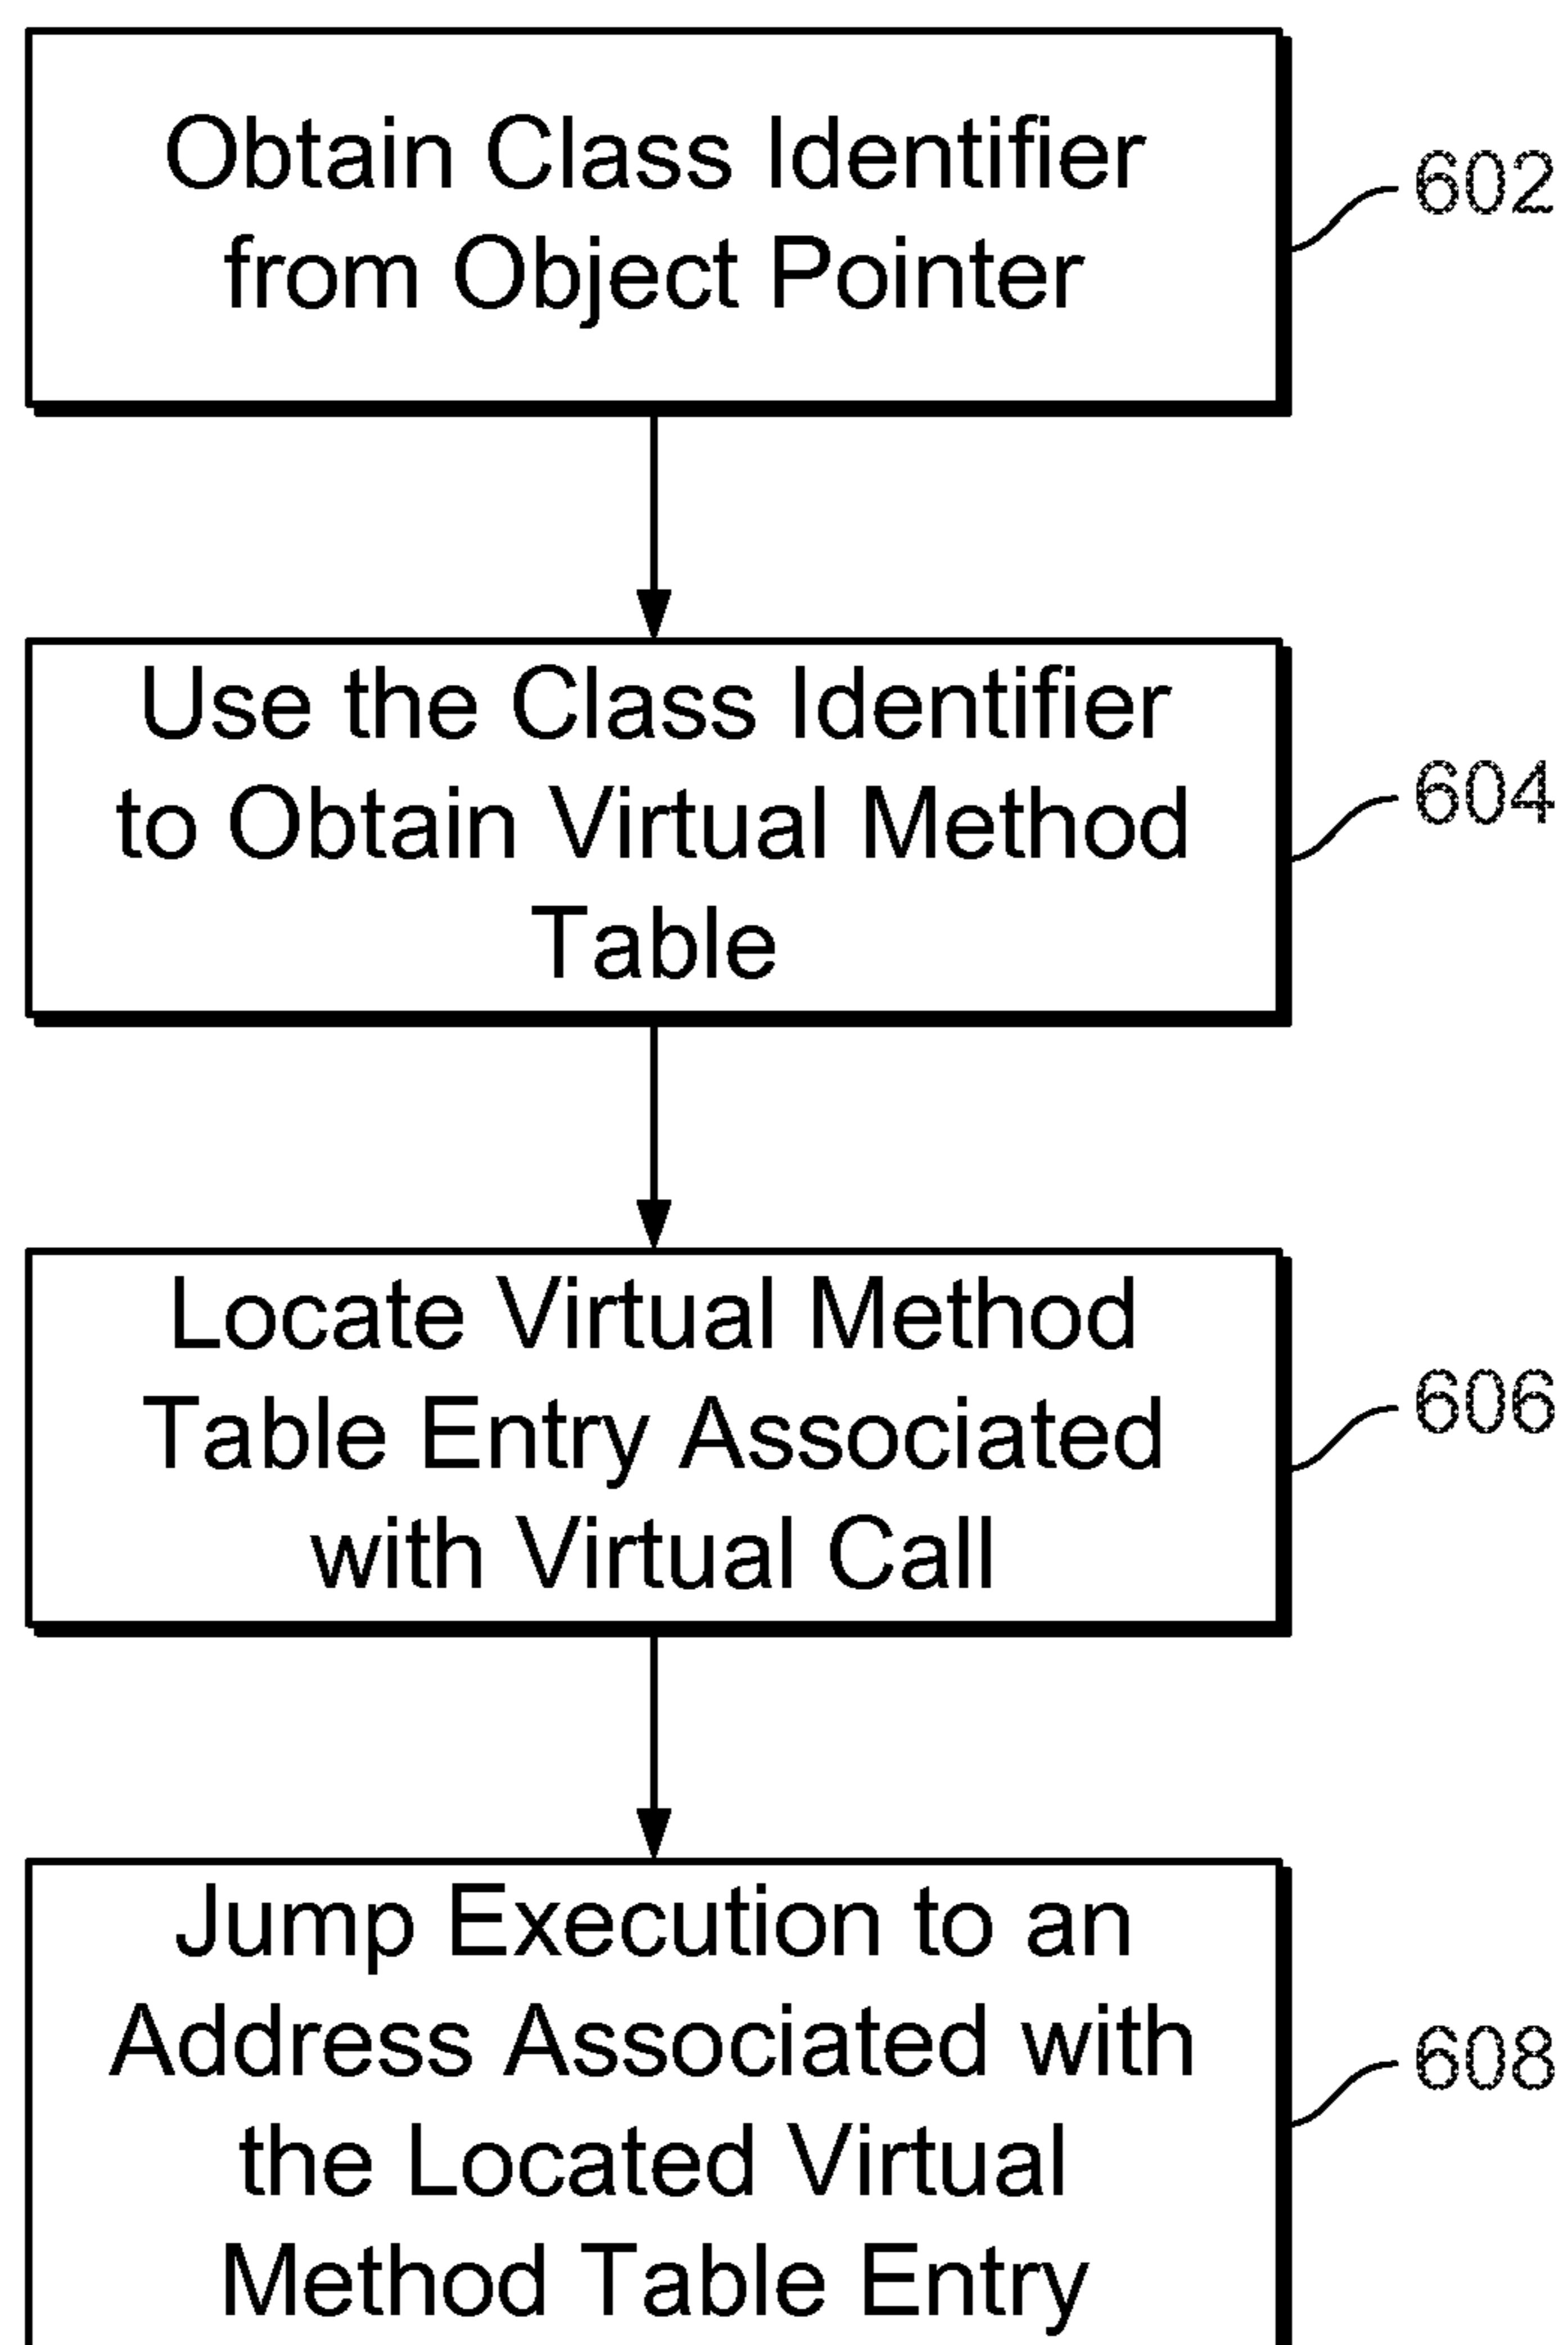 Obtain Class Identifier
from Object Pointer
602
Use the Class Identifier
to Obtain Virtual Method
Table
604
Locate Virtual Method
Table Entry Associated
with Virtual Call
606
Jump Execution to an
Address Associated with
the Located Virtual
Method Table Entry
608